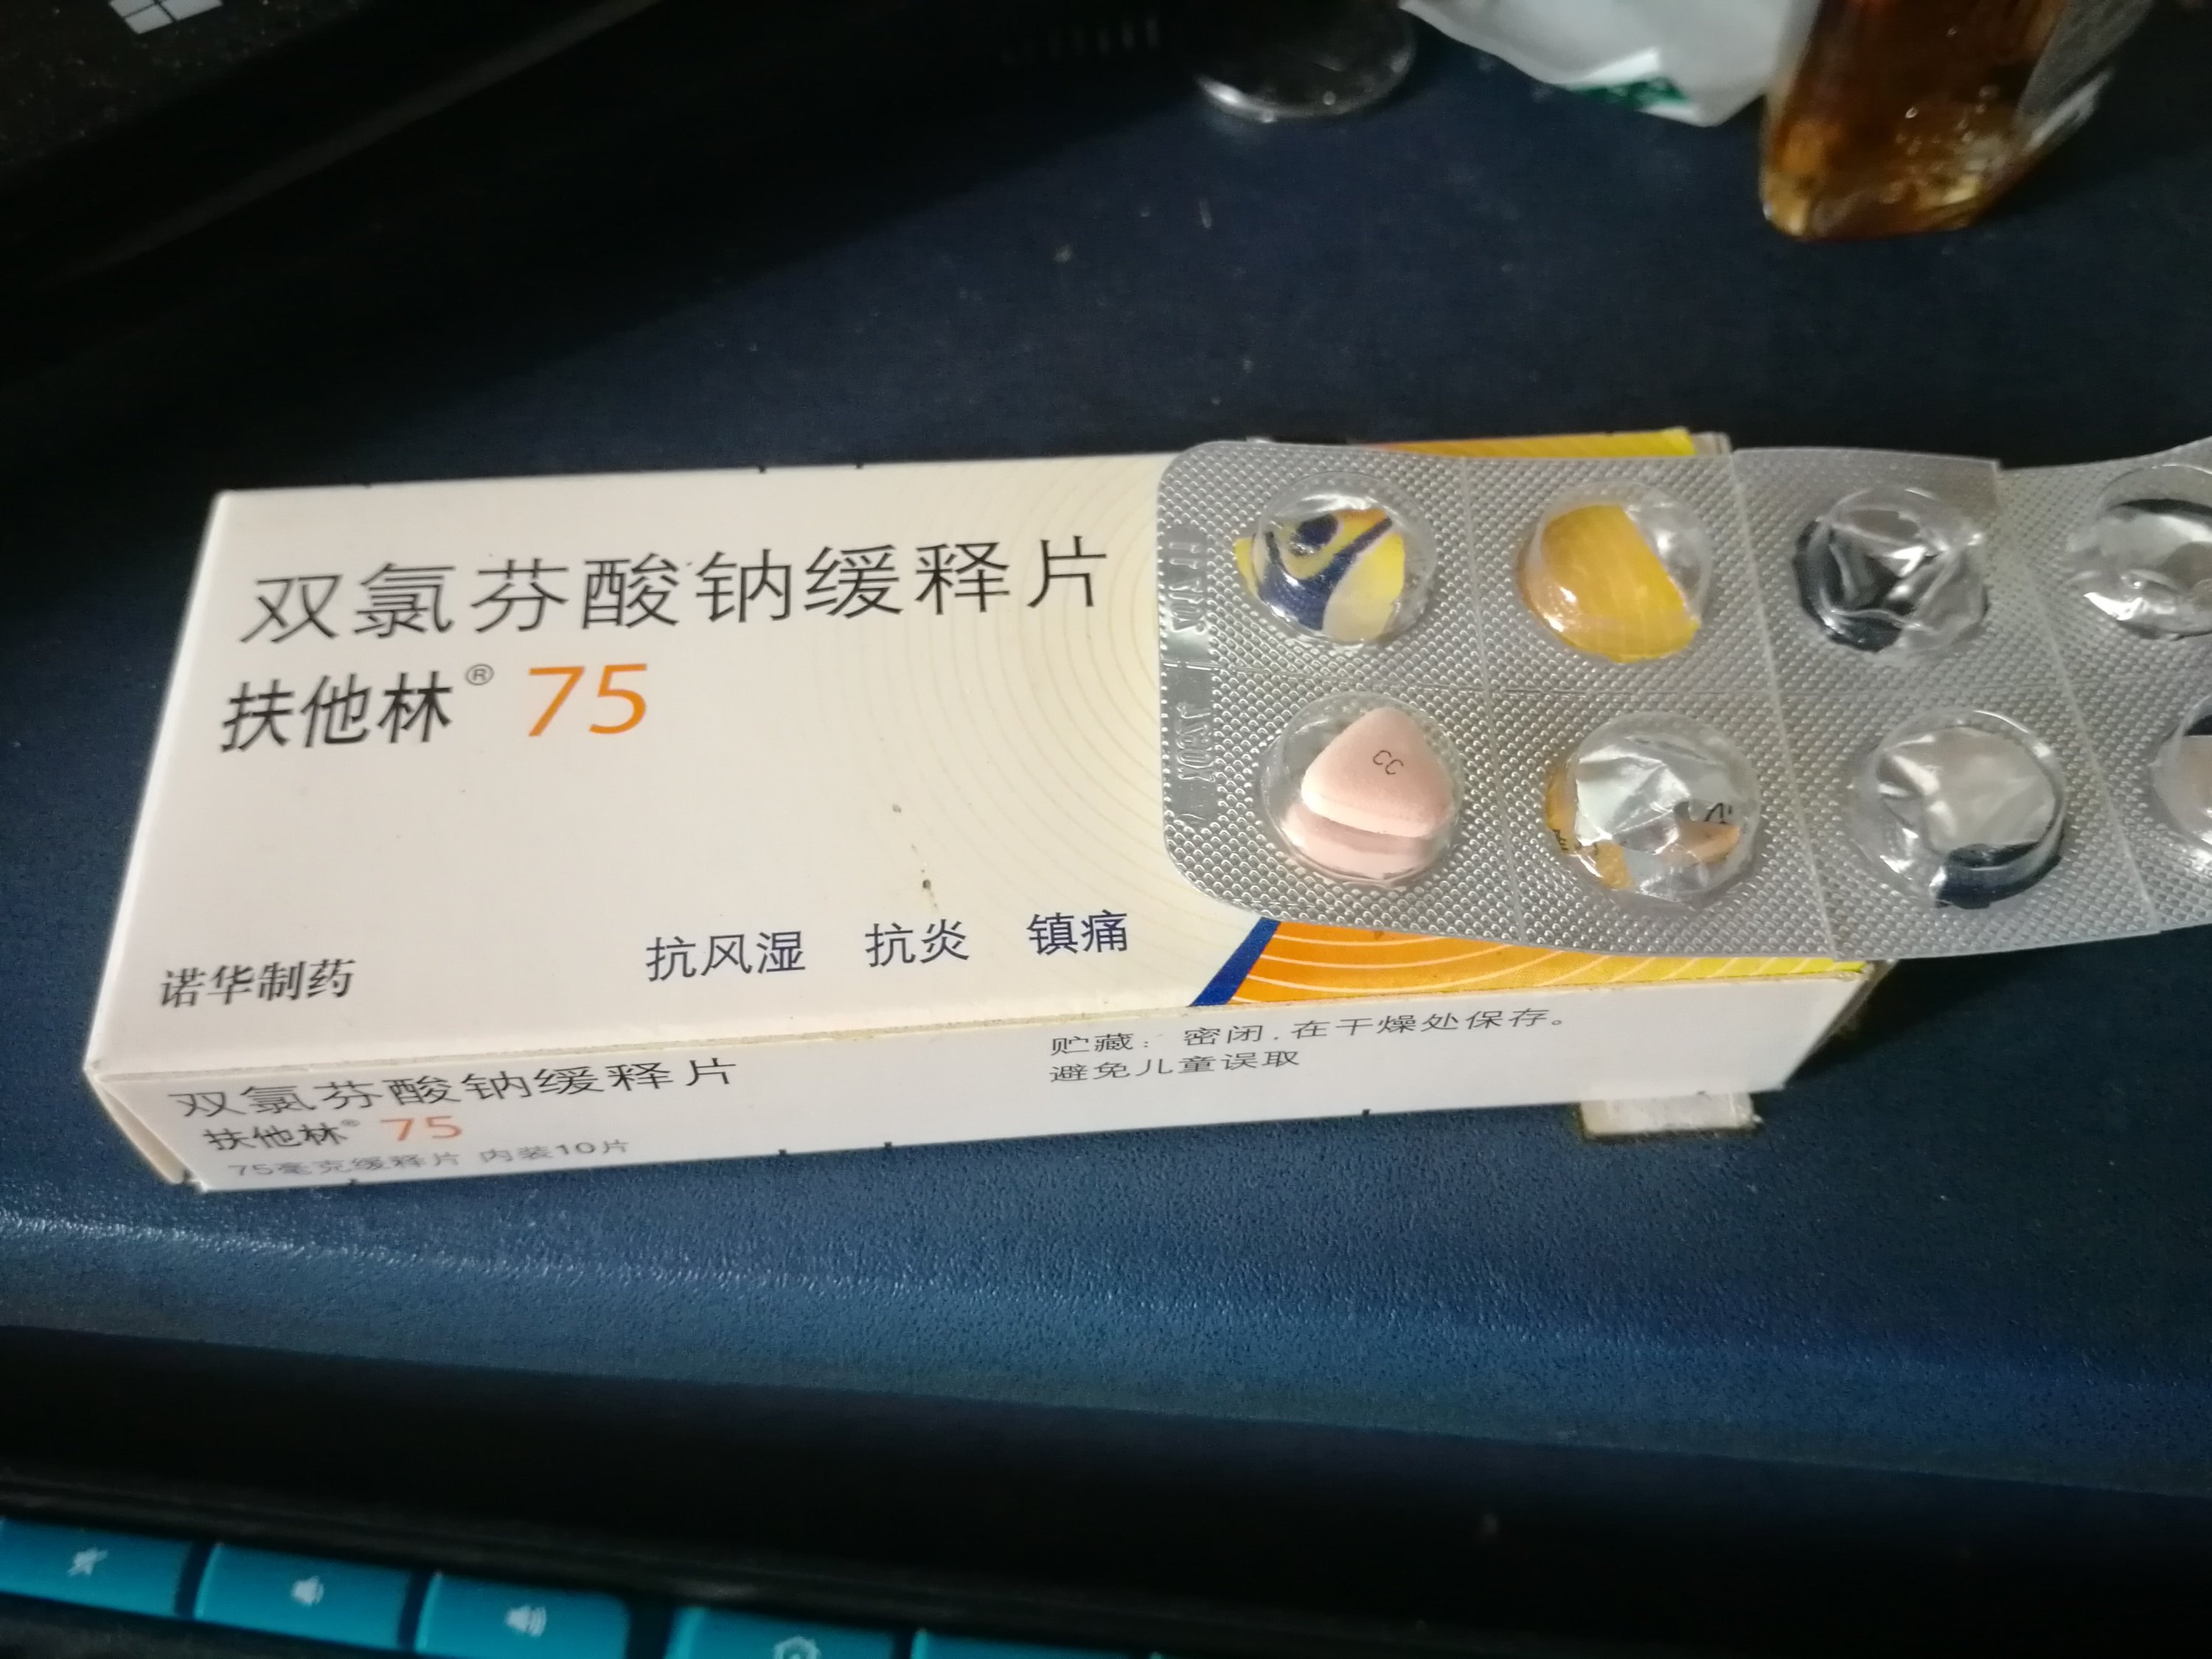 双氯芬酸钠缓释片
扶他林® 75
抗风湿 抗炎 镇痛
诺华制药
双氯芬酸钠缓释片
扶他林® 75
75毫克缓释片 内装10片
贮藏：密闭,在干燥处保存。
避免儿童误取
CC